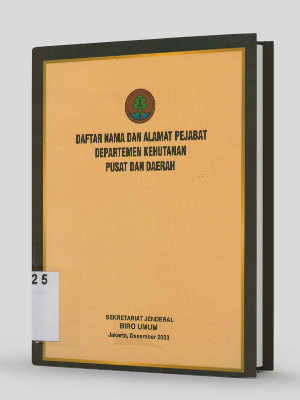 DAFTAR NAMA DAN ALAMAT PEJABAT
DEPARTEMEN KEHUTANAN
PUSAT DAN DAERAH
25
SEKRETARIAT JENDERAL
BIRO UMUM
Jakarta, Desember 2003